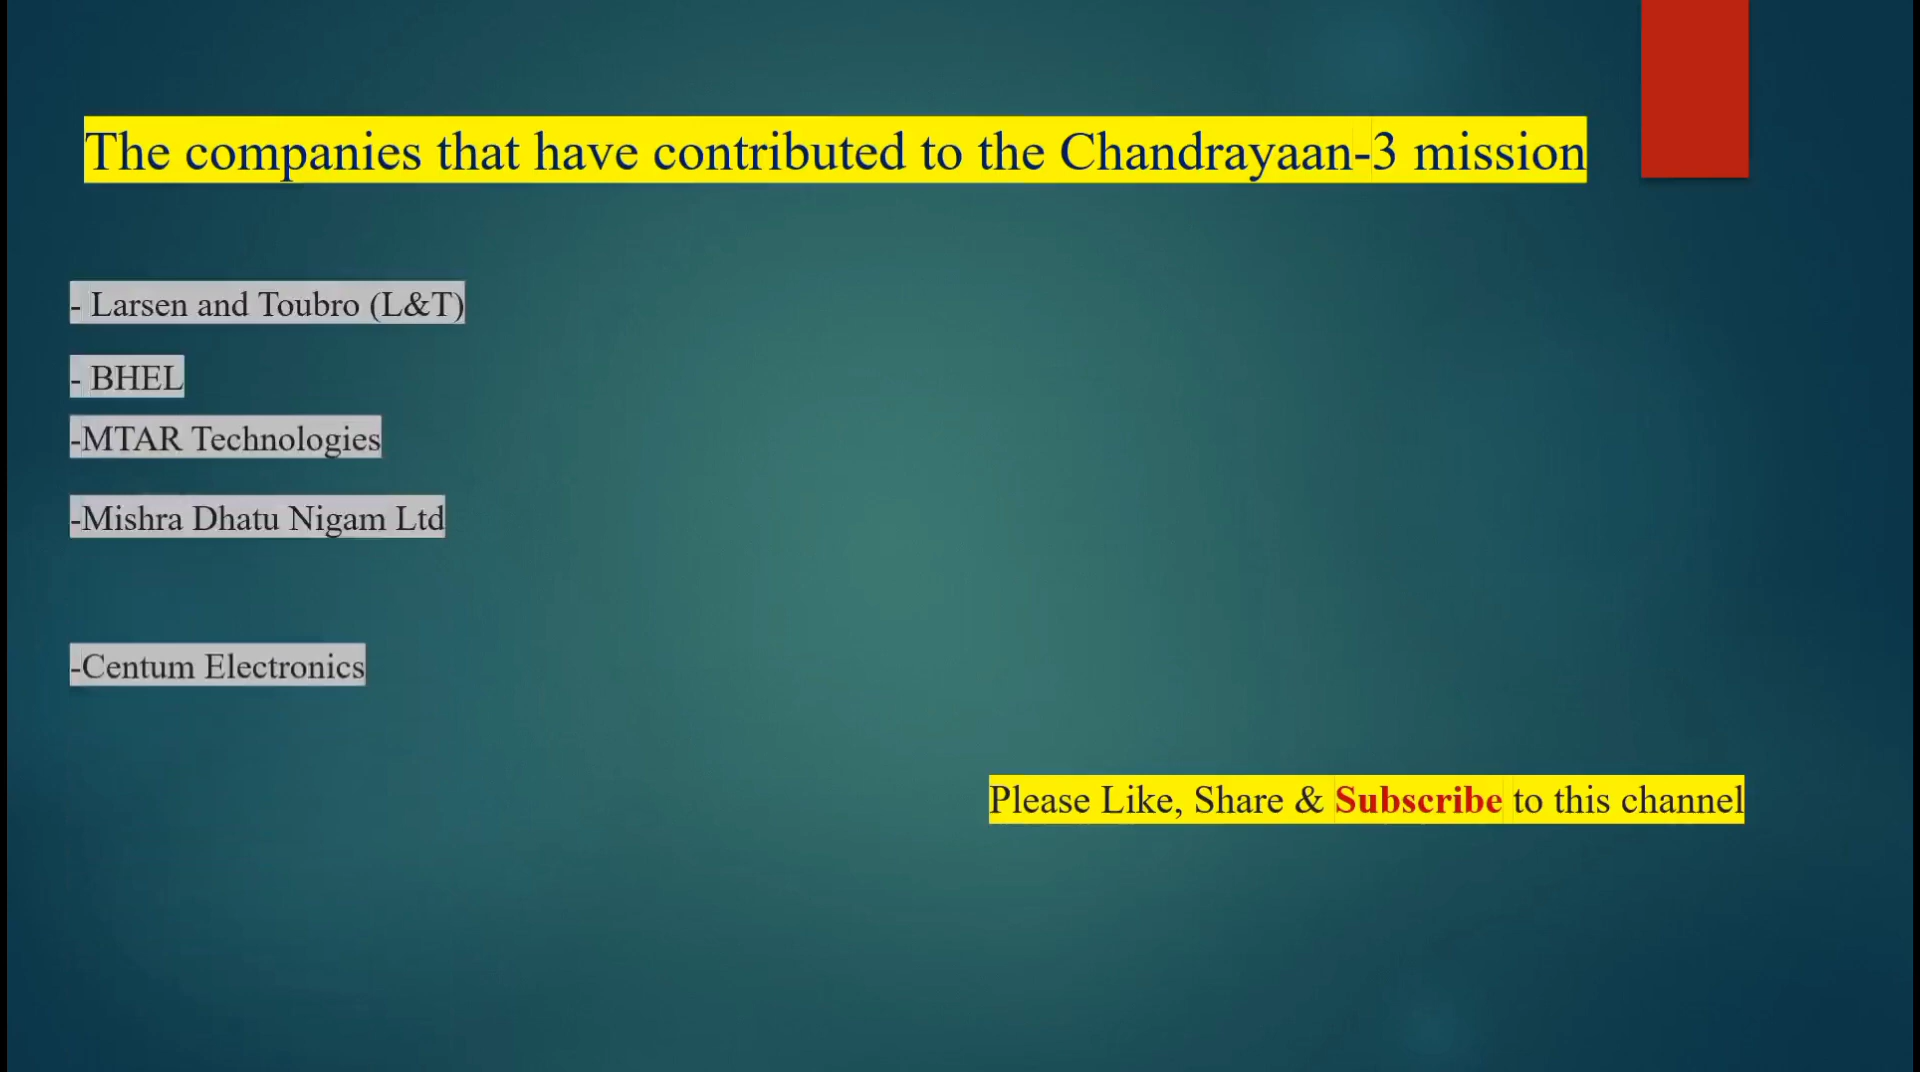 The companies that have contributed to the Chandrayaan-3 mission
- Larsen and Toubro (L&T)
- BHEL
-MTAR Technologies
-Mishra Dhatu Nigam Ltd
-Centum Electronics
Please Like, Share & Subscribe to this channel